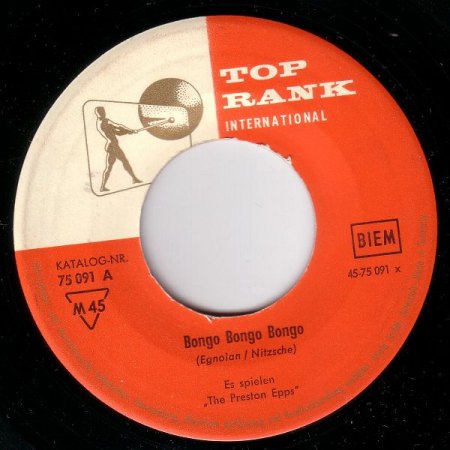 TOP
RANK
INTERNATIONAL
KATALOG-NR.
75 091 A
M 45
BIEM
45-75 091 x
Bongo Bongo Bongo
(Egnoian / Nitzsche)
Es spielen
„The Preston Epps"